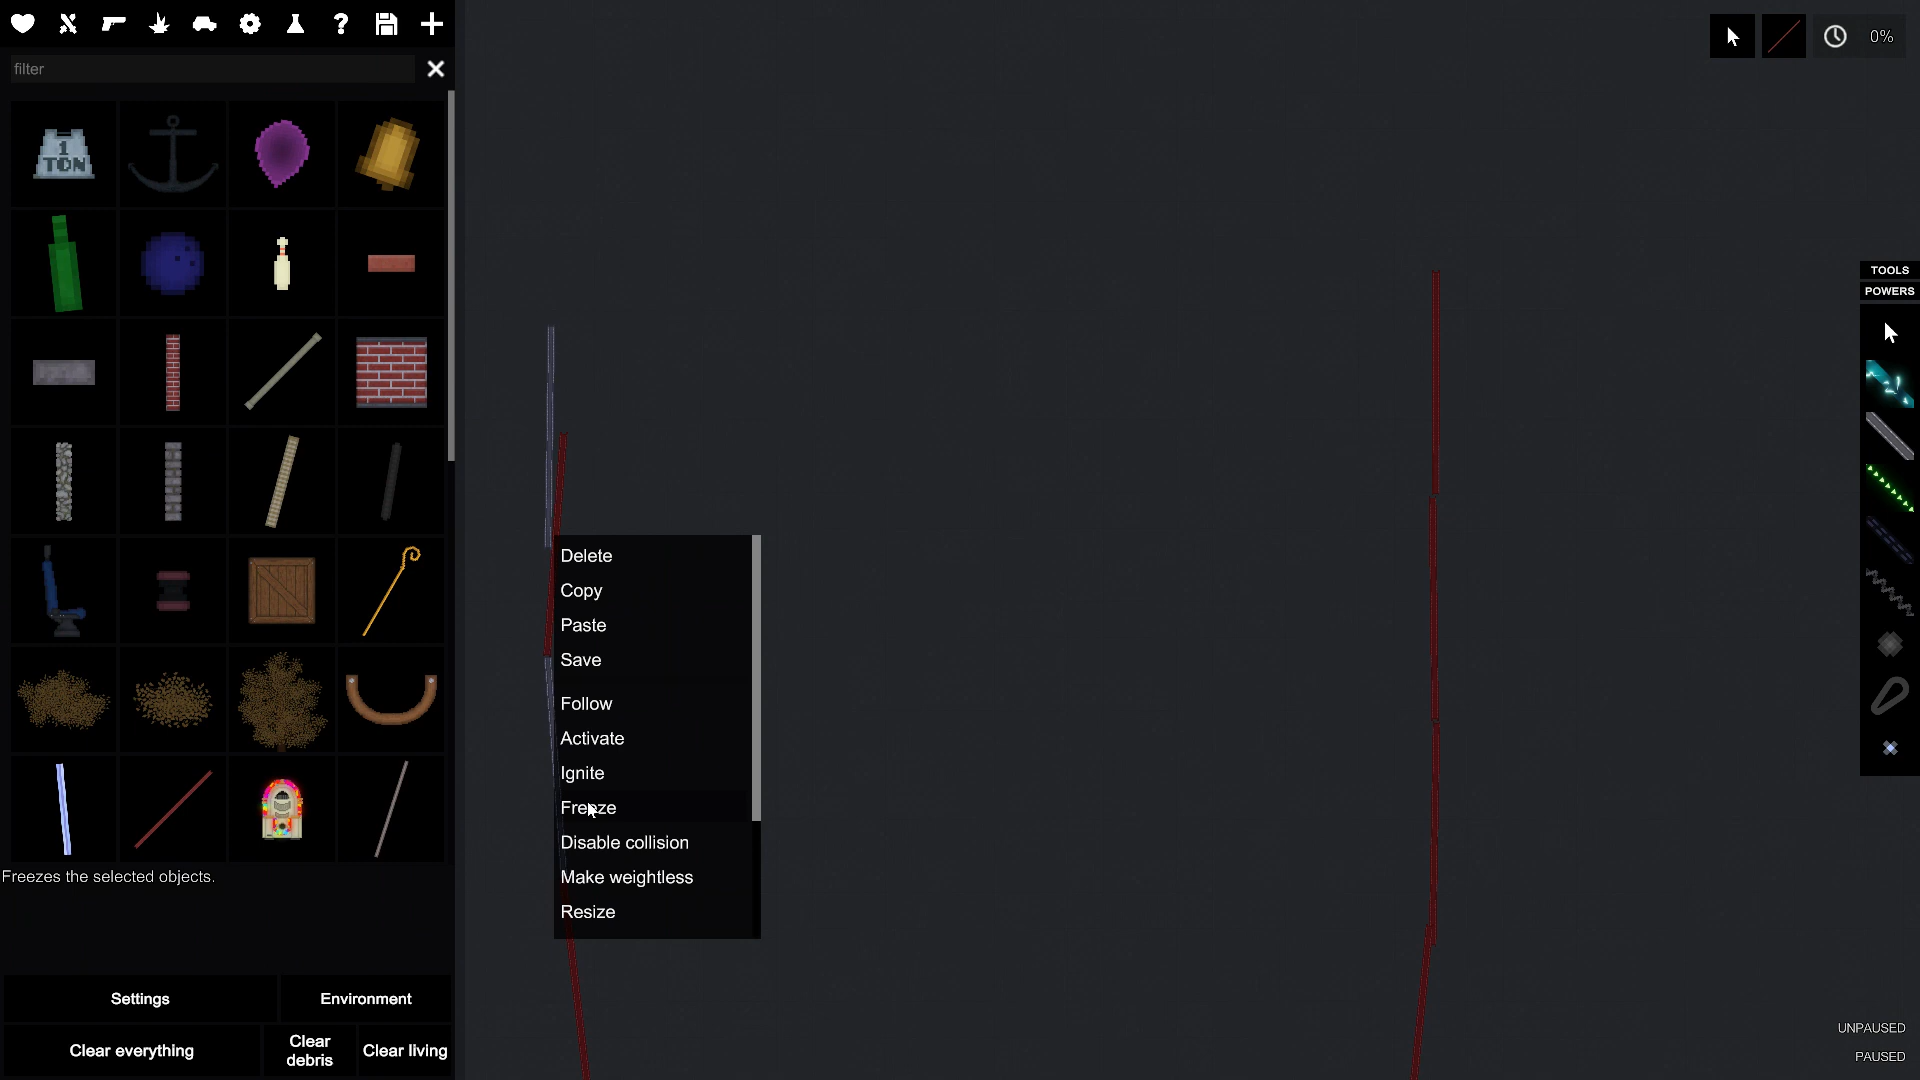 filter
0%
1
TON
TOOLS
POWERS
Delete
Copy
Paste
Save
Follow
Activate
Ignite
Freeze
Disable collision
Make weightless
Resize
Freezes the selected objects.
Settings
Environment
Clear everything
Clear debris
Clear living
UNPAUSED
PAUSED